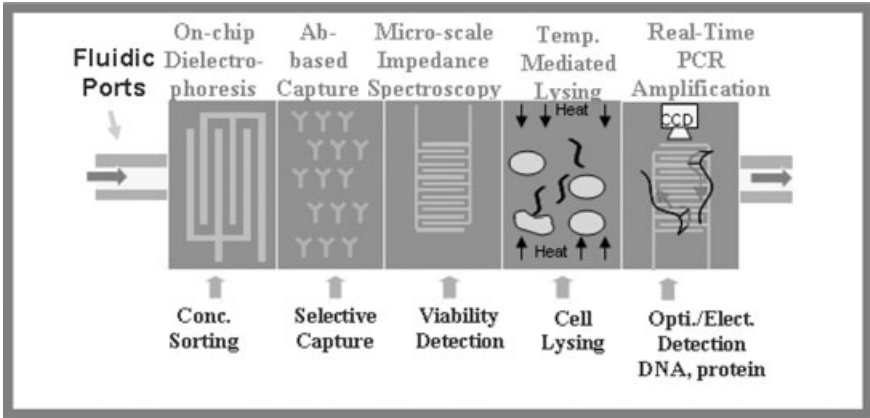 Fluidic
Ports
On-chip
Dielectro-
phoresis
Ab-
based
Capture
Micro-scale
Impedance
Spectroscopy
Temp.
Mediated
Lysing
Real-Time
PCR
Amplification
Heat
CCD
Heat
Conc.
Sorting
Selective
Capture
Viability
Detection
Cell
Lysing
Opti./Elect.
Detection
DNA, protein